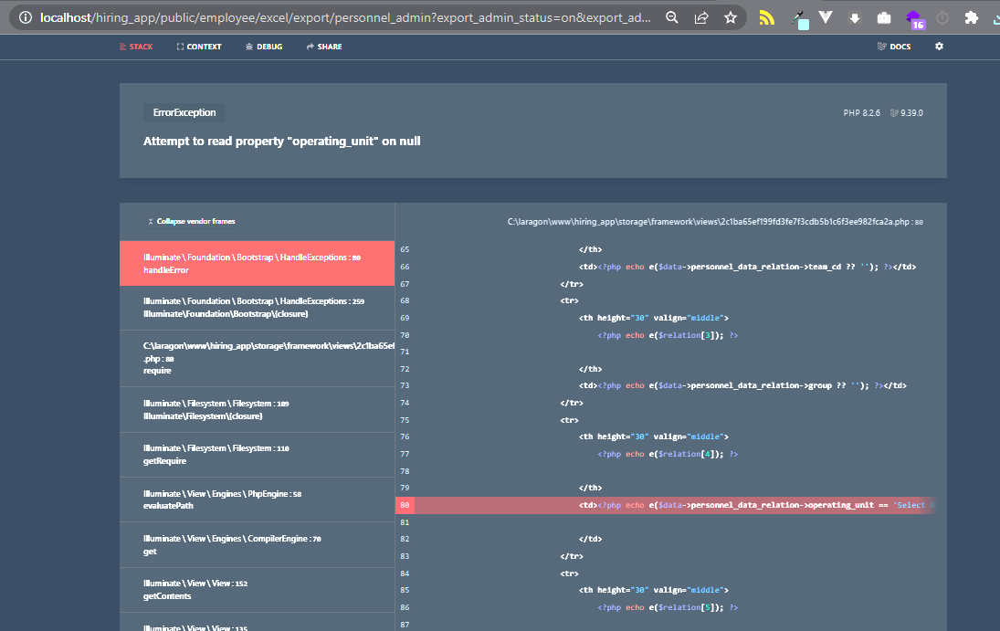 localhost/hiring_app/public/employee/excel/export/personnel_admin?export_admin_status=on&export_ad...
16
STACK CONTEXT DEBUG SHARE DOCS
ErrorException
PHP 8.2.6 9.39.0
Attempt to read property "operating_unit" on null
Collapse vendor frames
Illuminate\Foundation\Bootstrap\HandleExceptions:80
handleError
Illuminate\Foundation\Bootstrap\HandleExceptions:259
Illuminate\Foundation\Bootstrap\{closure}
C:\laragon\www\hiring_app\storage\framework\views\2c1ba65ef
.php:80
require
Illuminate\Filesystem\Filesystem:109
Illuminate\Filesystem\{closure}
Illuminate\Filesystem\Filesystem:110
getRequire
Illuminate\View\Engines\PhpEngine:58
evaluatePath
Illuminate\View\Engines\CompilerEngine:70
get
Illuminate\View\View:152
getContents
Illuminate\View\View:135
C:\laragon\www\hiring_app\storage\framework\views\2c1ba65ef199fd3fe7f3cdb5b1c6f3ee982fca2a.php:80
65 </th>
66 <td><?php echo e($data->personnel_data_relation->team_cd ?? ''); ?></td>
67 </tr>
68 <tr>
69 <th height="30" valign="middle">
70 <?php echo e($relation[3]); ?>
71
72 </th>
73 <td><?php echo e($data->personnel_data_relation->group ?? ''); ?></td>
74 </tr>
75 <tr>
76 <th height="30" valign="middle">
77 <?php echo e($relation[4]); ?>
78
79 </th>
80 <td><?php echo e($data->personnel_data_relation->operating_unit == 'Select
81
82 </td>
83 </tr>
84 <tr>
85 <th height="30" valign="middle">
86 <?php echo e($relation[5]); ?>
87